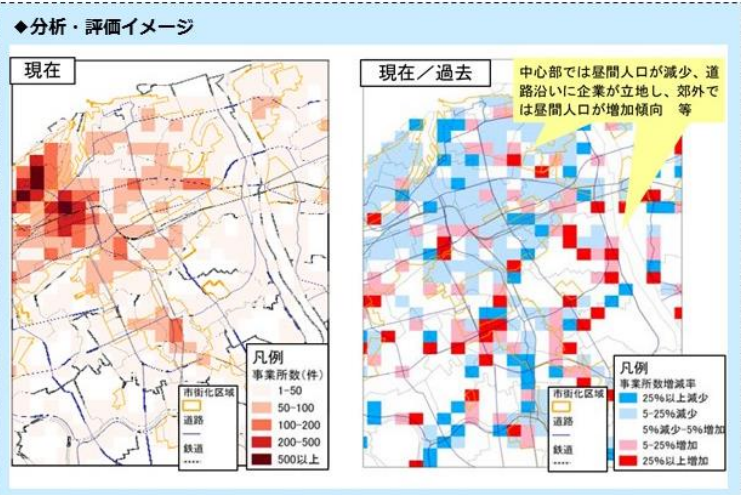 ◆分析・評価イメージ
現在
凡例
事業所数(件)
1-50
50-100
100-200
200-500
500以上
市街化区域
道路
鉄道
現在／過去
中心部では昼間人口が減少、道
路沿いに企業が立地し、郊外で
は昼間人口が増加傾向　等
凡例
事業所数増減率
25%以上減少
5-25%減少
5%減少-5%増加
5-25%増加
25%以上増加
市街化区域
道路
鉄道